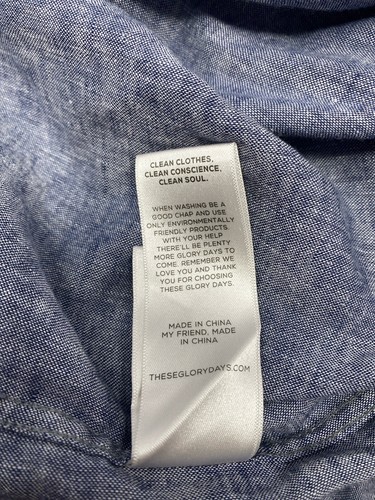 CLEAN CLOTHES,
CLEAN CONSCIENCE,
CLEAN SOUL.
WHEN WASHING BE A
GOOD CHAP AND USE
ONLY ENVIRONMENTALLY
FRIENDLY PRODUCTS.
WITH YOUR HELP
THERE'LL BE PLENTY
MORE GLORY DAYS TO
COME. REMEMBER WE
LOVE YOU AND THANK
YOU FOR CHOOSING
THESE GLORY DAYS.
MADE IN CHINA
MY FRIEND, MADE
IN CHINA
THESEGLORYDAYS.COM